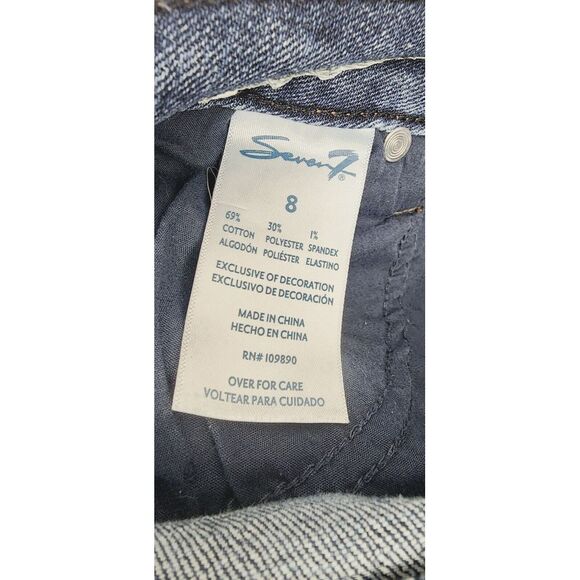 Seven7®
8
69% 30% 1%
COTTON POLYESTER SPANDEX
ALGODÓN POLIÉSTER ELASTINO
EXCLUSIVE OF DECORATION
EXCLUSIVO DE DECORACIÓN
MADE IN CHINA
HECHO EN CHINA
RN# 109890
OVER FOR CARE
VOLTEAR PARA CUIDADO